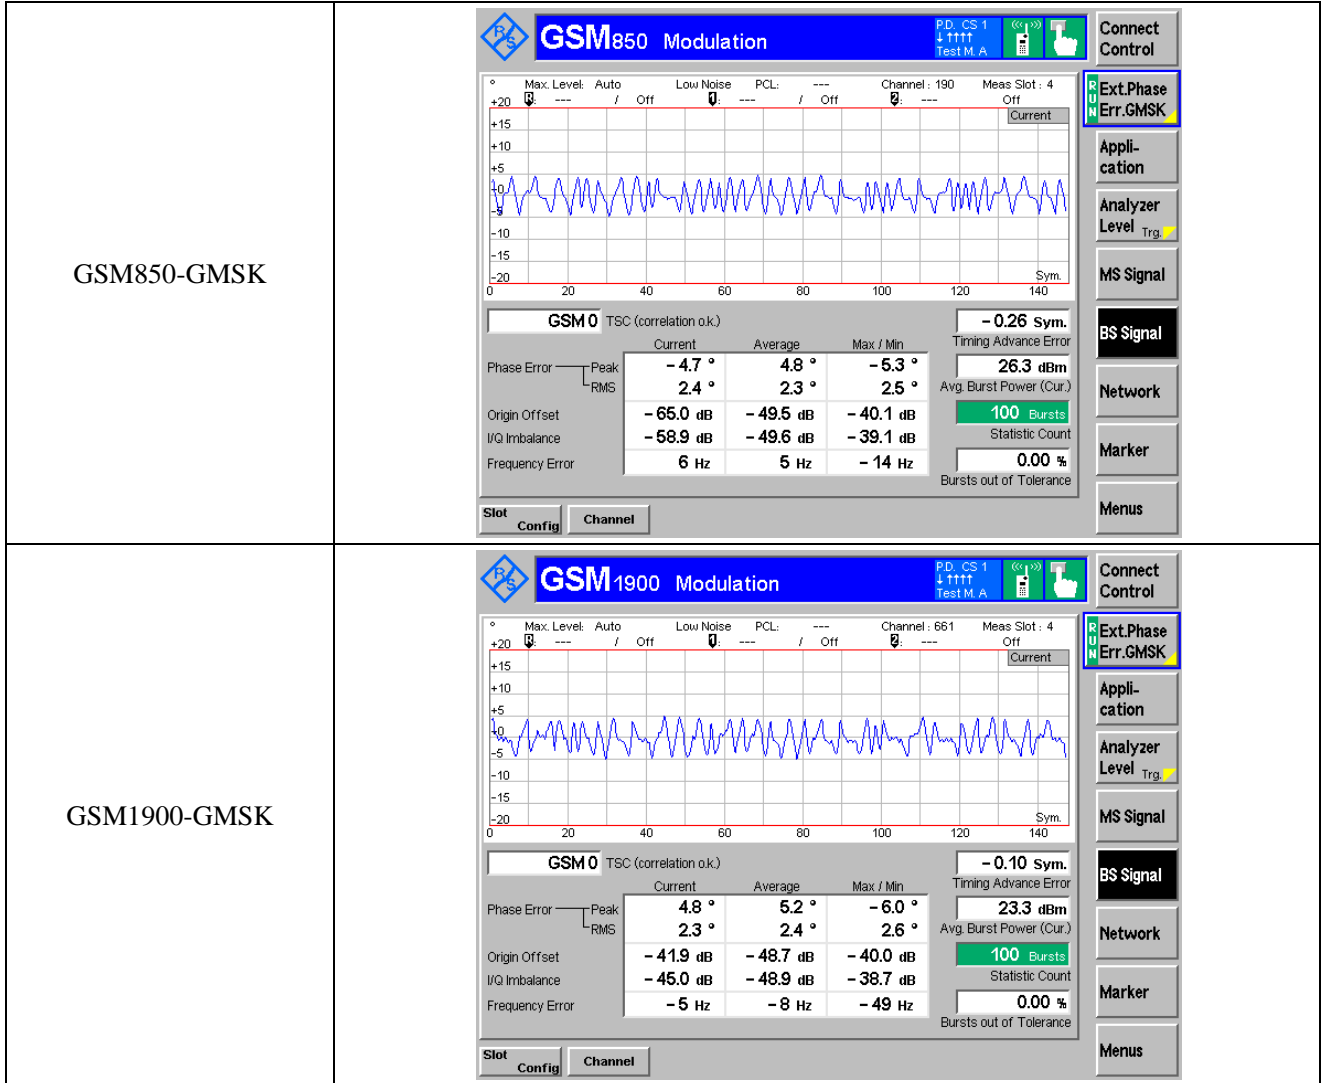 GSM850-GMSK
R/S
GSM850 Modulation
P.D. CS 1
↓↑↑↑↑
Test M. A
Connect
Control
° Max. Level: Auto Low Noise PCL: --- Channel : 190 Meas Slot : 4
+20 R: --- / Off 1: --- / Off 2: --- Off
Current
RUN
Ext.Phase
Err.GMSK
+15
+10
+5
+0
-5
-10
-15
-20
Sym.
0 20 40 60 80 100 120 140
Appli-
cation
Analyzer
Level Trg.
MS Signal
BS Signal
Network
Marker
Menus
GSM 0 TSC (correlation o.k.)
-0.26 Sym.
Timing Advance Error
Current Average Max / Min
Phase Error Peak -4.7 ° 4.8 ° -5.3 °
RMS 2.4 ° 2.3 ° 2.5 °
26.3 dBm
Avg. Burst Power (Cur.)
Origin Offset -65.0 dB -49.5 dB -40.1 dB
I/Q Imbalance -58.9 dB -49.6 dB -39.1 dB
Frequency Error 6 Hz 5 Hz -14 Hz
100 Bursts
Statistic Count
0.00 %
Bursts out of Tolerance
Slot
Config
Channel
GSM1900-GMSK
R/S
GSM1900 Modulation
P.D. CS 1
↓↑↑↑↑
Test M. A
Connect
Control
° Max. Level: Auto Low Noise PCL: --- Channel : 661 Meas Slot : 4
+20 R: --- / Off 1: --- / Off 2: --- Off
Current
RUN
Ext.Phase
Err.GMSK
+15
+10
+5
+0
-5
-10
-15
-20
Sym.
0 20 40 60 80 100 120 140
Appli-
cation
Analyzer
Level Trg.
MS Signal
BS Signal
Network
Marker
Menus
GSM 0 TSC (correlation o.k.)
-0.10 Sym.
Timing Advance Error
Current Average Max / Min
Phase Error Peak 4.8 ° 5.2 ° -6.0 °
RMS 2.3 ° 2.4 ° 2.6 °
23.3 dBm
Avg. Burst Power (Cur.)
Origin Offset -41.9 dB -48.7 dB -40.0 dB
I/Q Imbalance -45.0 dB -48.9 dB -38.7 dB
Frequency Error -5 Hz -8 Hz -49 Hz
100 Bursts
Statistic Count
0.00 %
Bursts out of Tolerance
Slot
Config
Channel